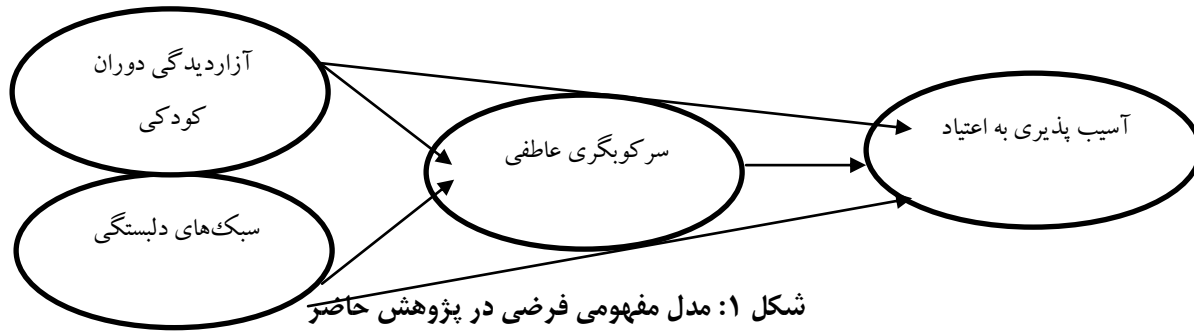 آزاردیدگی دوران
کودکی
سرکوبگری عاطفی
آسیب پذیری به اعتیاد
سبک‌های دلبستگی
شکل ۱: مدل مفهومی فرضی در پژوهش حاضر